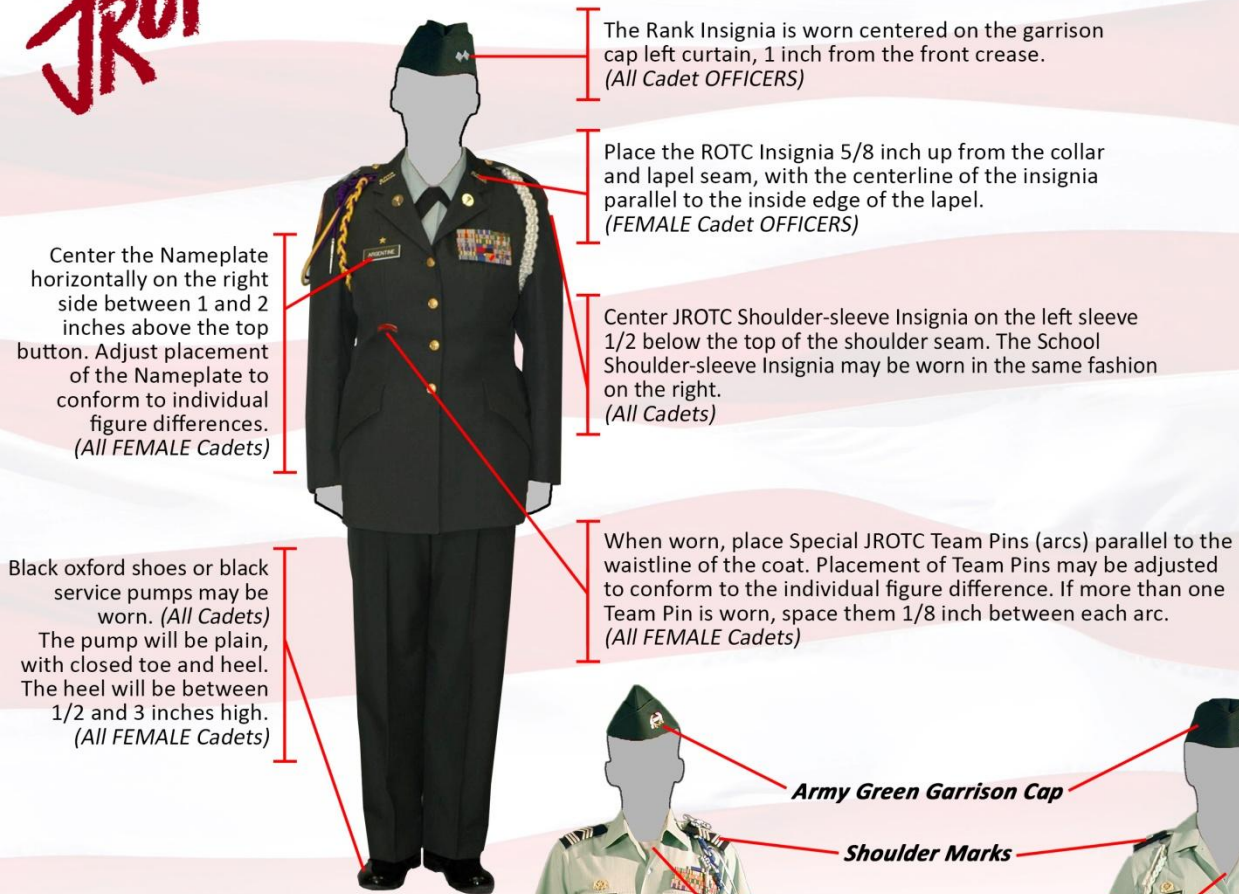 The Rank Insignia is worn centered on the garrison
cap left curtain, 1 inch from the front crease.
(All Cadet OFFICERS)
Place the ROTC Insignia 5/8 inch up from the collar
and lapel seam, with the centerline of the insignia
parallel to the inside edge of the lapel.
(FEMALE Cadet OFFICERS)
Center the Nameplate
horizontally on the right
side between 1 and 2
inches above the top
button. Adjust placement
of the Nameplate to
conform to individual
figure differences.
(All FEMALE Cadets)
Center JROTC Shoulder-sleeve Insignia on the left sleeve
1/2 below the top of the shoulder seam. The School
Shoulder-sleeve Insignia may be worn in the same fashion
on the right.
(All Cadets)
Black oxford shoes or black
service pumps may be
worn. (All Cadets)
The pump will be plain,
with closed toe and heel.
The heel will be between
1/2 and 3 inches high.
(All FEMALE Cadets)
When worn, place Special JROTC Team Pins (arcs) parallel to the
waistline of the coat. Placement of Team Pins may be adjusted
to conform to the individual figure difference. If more than one
Team Pin is worn, space them 1/8 inch between each arc.
(All FEMALE Cadets)
Army Green Garrison Cap
Shoulder Marks